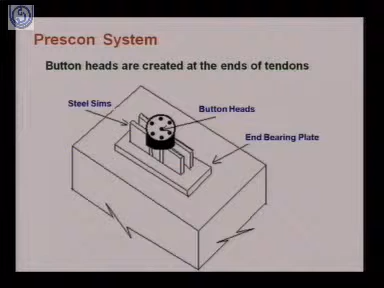 Prescon System
Button heads are created at the ends of tendons
Steel Sims
Button Heads
End Bearing Plate